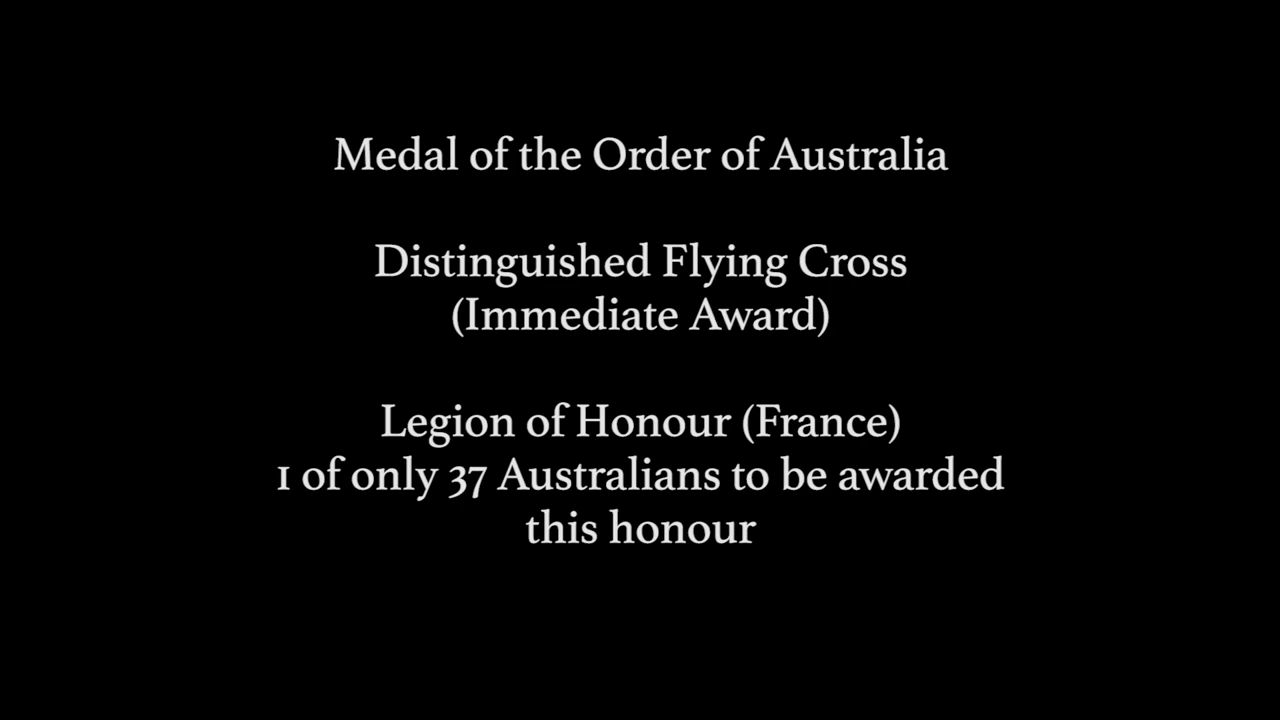 Medal of the Order of Australia
Distinguished Flying Cross
(Immediate Award)
Legion of Honour (France)
1 of only 37 Australians to be awarded
this honour